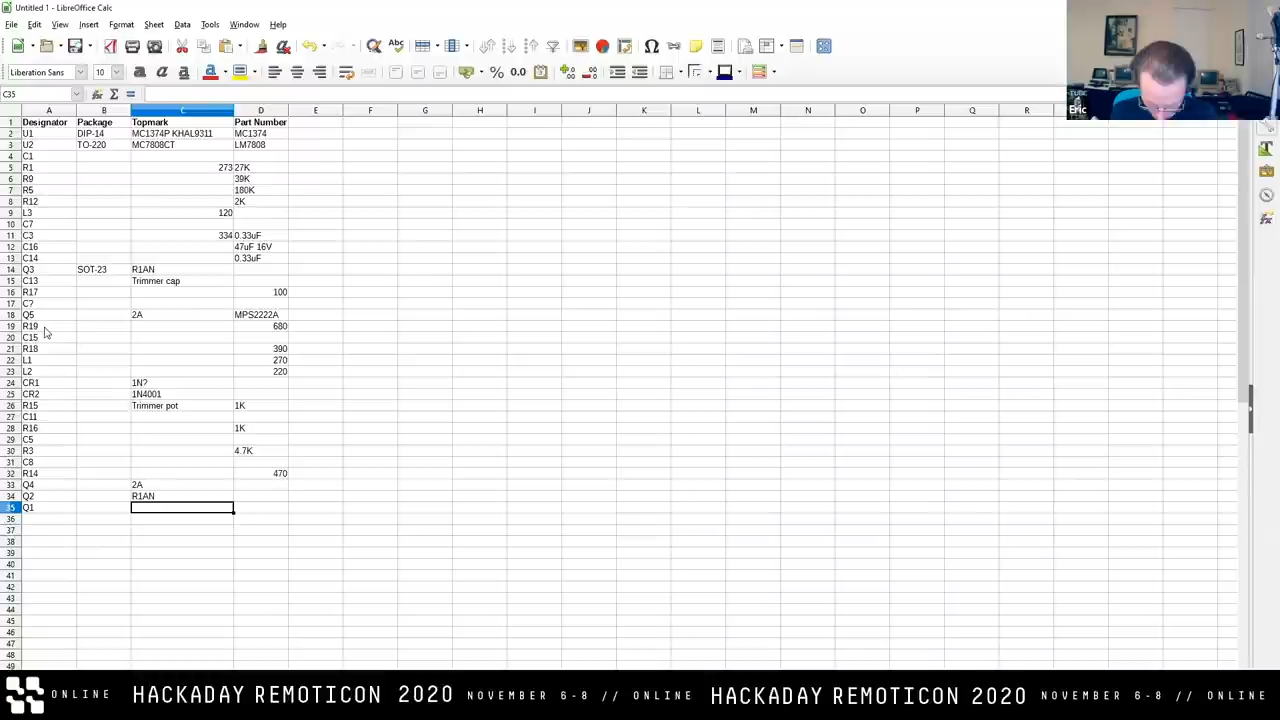 Untitled 1 - LibreOffice Calc
File Edit View Insert Format Sheet Data Tools Window Help
Liberation Sans 10
C35
A B C D E F G H I J K L M N O P Q R
1 Designator Package Topmark Part Number
2 U1 DIP-14 MC1374P KHAL9311 MC1374
3 U2 TO-220 MC7808CT LM7808
4 C1
5 R1 273 27K
6 R9 39K
7 R5 180K
8 R12 2K
9 L3 120
10 C7
11 C3 334 0.33uF
12 C16 47uF 16V
13 C14 0.33uF
14 Q3 SOT-23 R1AN
15 C13 Trimmer cap
16 R17 100
17 C?
18 Q5 2A MPS2222A
19 R19 680
20 C15
21 R18 390
22 L1 270
23 L2 220
24 CR1 1N?
25 CR2 1N4001
26 R15 Trimmer pot 1K
27 C11
28 R16 1K
29 C5
30 R3 4.7K
31 C8
32 R14 470
33 Q4 2A
34 Q2 R1AN
35 Q1
36
37
38
39
40
41
42
43
44
45
46
47
48
49
Eric
ONLINE HACKADAY REMOTICON 2020 NOVEMBER 6-8 // ONLINE HACKADAY REMOTICON 2020 NOVEMBER 6-8 // ONLINE